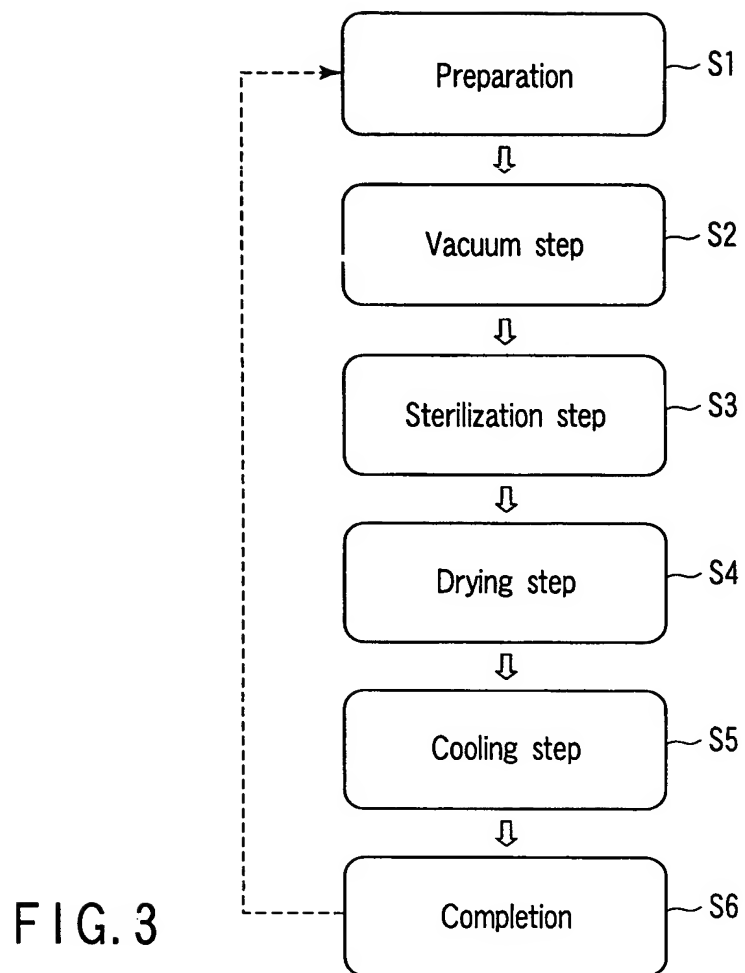 Preparation
S1
Vacuum step
S2
Sterilization step
S3
Drying step
S4
Cooling step
S5
Completion
S6
FIG. 3